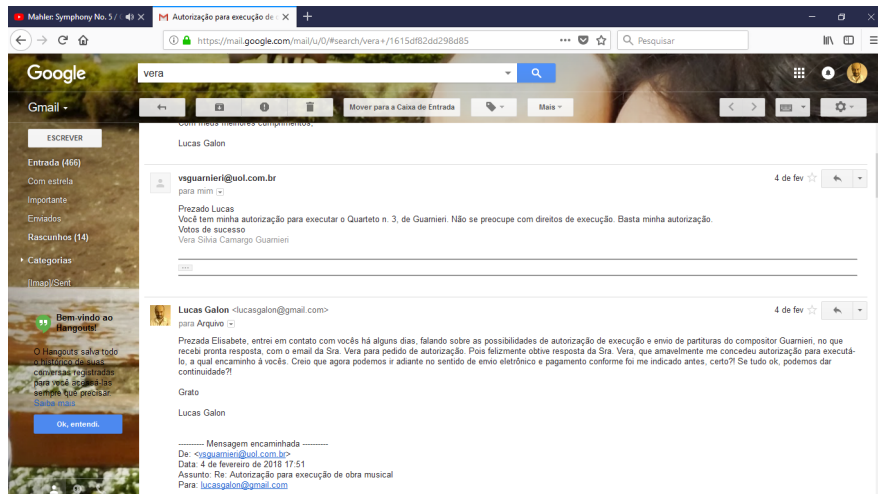 Mahler: Symphony No. 5 /
Autorização para execução de
https://mail.google.com/mail/u/0/#search/vera+/1615df82dd298d85
Pesquisar
Google
vera
Gmail
Mover para a Caixa de Entrada
Mais
ESCREVER
Entrada (466)
Com estrela
Importante
Enviados
Rascunhos (14)
Categorias
[Imap]/Sent
Bem-vindo ao
Hangouts!
O Hangouts salva todo
o histórico de suas
conversas registradas
para você acessá-las
sempre que precisar.
Saiba mais
Ok, entendi.
Com meus melhores cumprimentos,
Lucas Galon
vsguarnieri@uol.com.br
4 de fev
para mim
Prezado Lucas
Você tem minha autorização para executar o Quarteto n. 3, de Guarnieri. Não se preocupe com direitos de execução. Basta minha autorização.
Votos de sucesso
Vera Silvia Camargo Guarnieri
Lucas Galon <lucasgalon@gmail.com>
4 de fev
para Arquivo
Prezada Elisabete, entrei em contato com vocês há alguns dias, falando sobre as possibilidades de autorização de execução e envio de partituras do compositor Guarnieri, no que
recebi pronta resposta, com o email da Sra. Vera para pedido de autorização. Pois felizmente obtive resposta da Sra. Vera, que amavelmente me concedeu autorização para executá-
lo, a qual encaminho à vocês. Creio que agora podemos ir adiante no sentido de envio eletrônico e pagamento conforme foi me indicado antes, certo?! Se tudo ok, podemos dar
continuidade?!
Grato
Lucas Galon
---------- Mensagem encaminhada ----------
De: <vsguarnieri@uol.com.br>
Data: 4 de fevereiro de 2018 17:51
Assunto: Re: Autorização para execução de obra musical
Para: lucasgalon@gmail.com